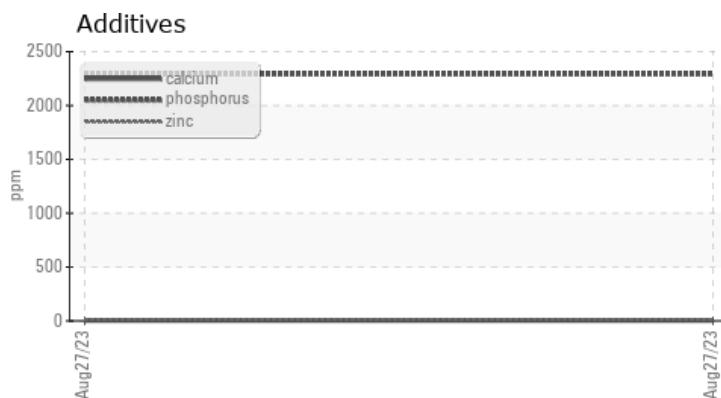 Additives
2500
2000
1500
1000
500
0
ppm
calcium
phosphorus
zinc
Aug27/23
Aug27/23